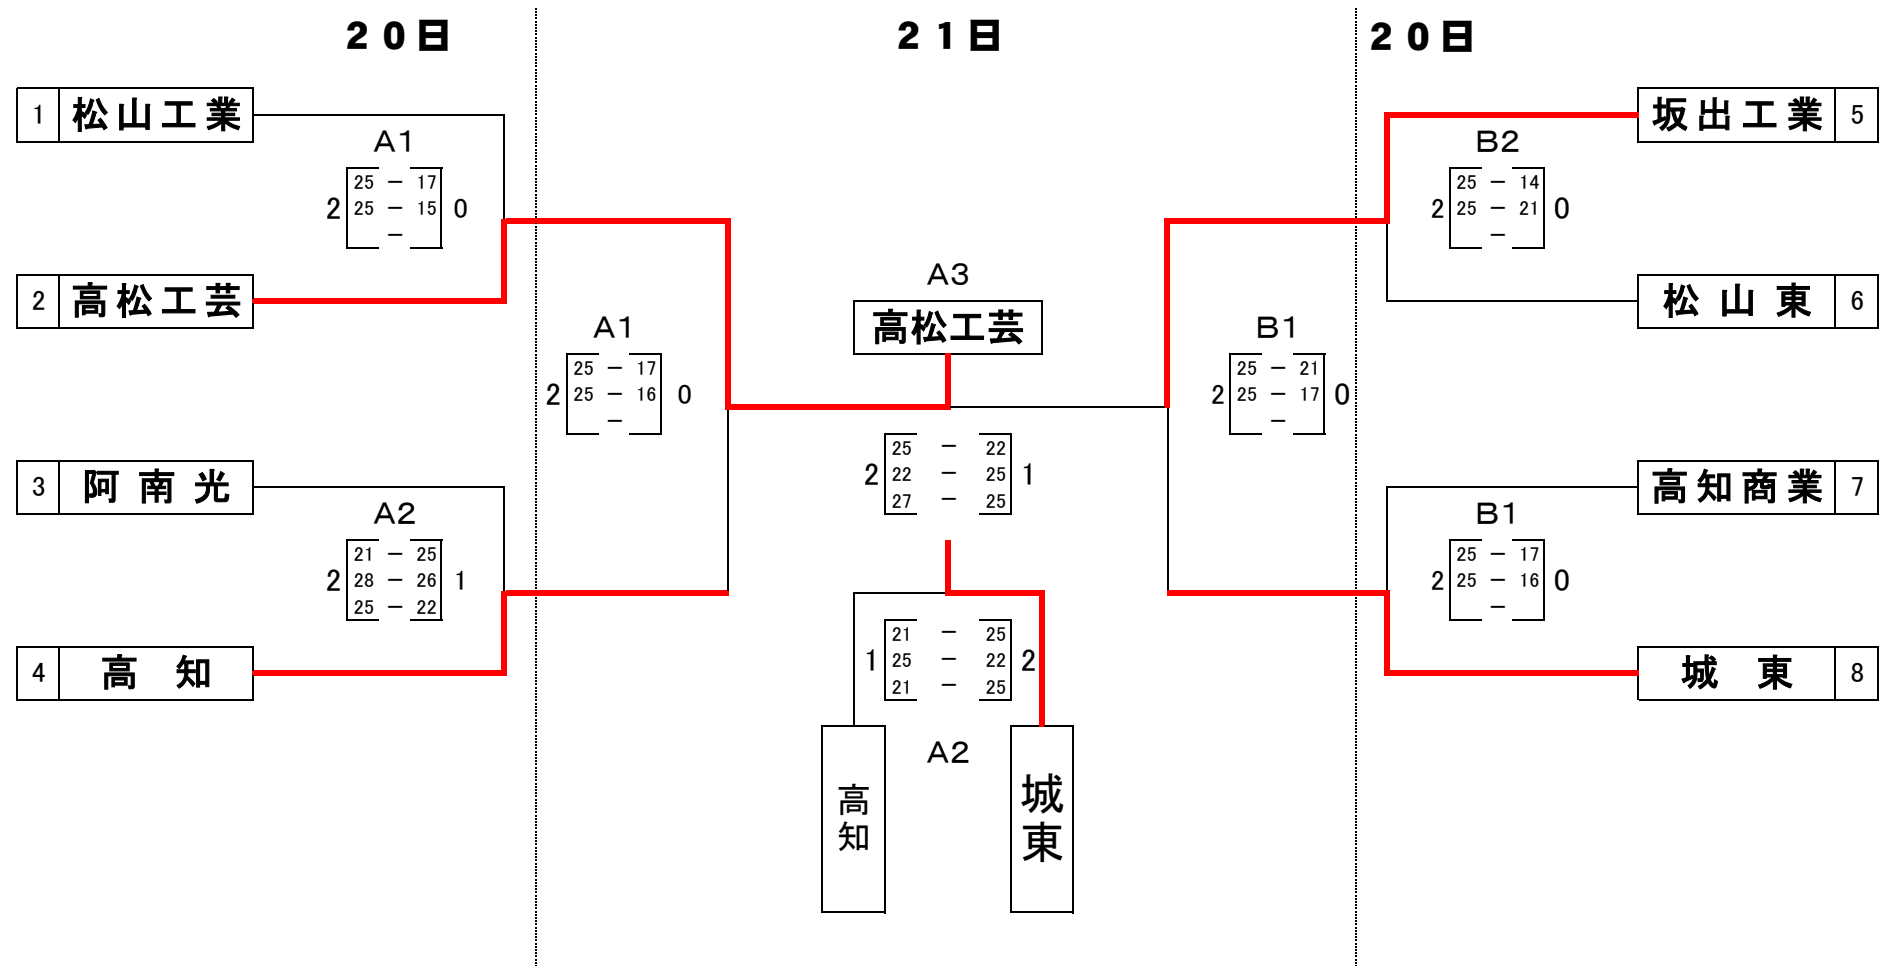 ２０日
２１日
２０日
1 松山工業
A1
2 25 － 17 0
25 － 15
－
2 高松工芸
3 阿南光
A2
2 21 － 25 1
28 － 26
25 － 22
4 高知
A1
2 25 － 17 0
25 － 16
－
A3
高松工芸
2 25 － 22 1
22 － 25
27 － 25
1 21 － 25 2
25 － 22
21 － 25
A2
高知
城東
B1
2 25 － 21 0
25 － 17
－
坂出工業 5
B2
2 25 － 14 0
25 － 21
－
松山東 6
高知商業 7
B1
2 25 － 17 0
25 － 16
－
城東 8